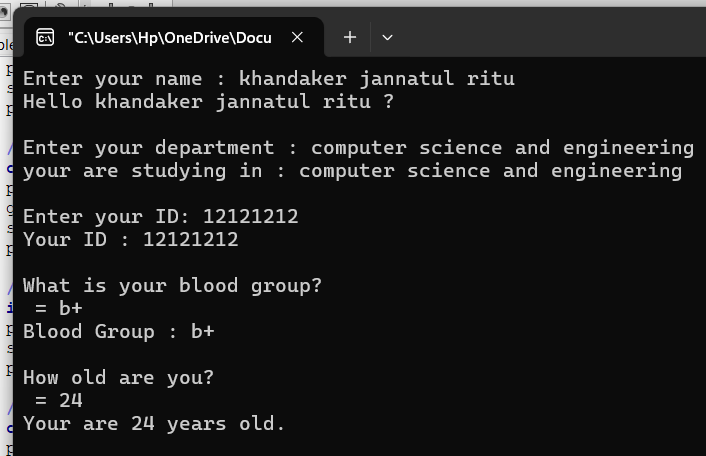 "C:\Users\Hp\OneDrive\Docu
Enter your name : khandaker jannatul ritu
Hello khandaker jannatul ritu ?
Enter your department : computer science and engineering
your are studying in : computer science and engineering
Enter your ID: 12121212
Your ID : 12121212
What is your blood group?
= b+
Blood Group : b+
How old are you?
= 24
Your are 24 years old.